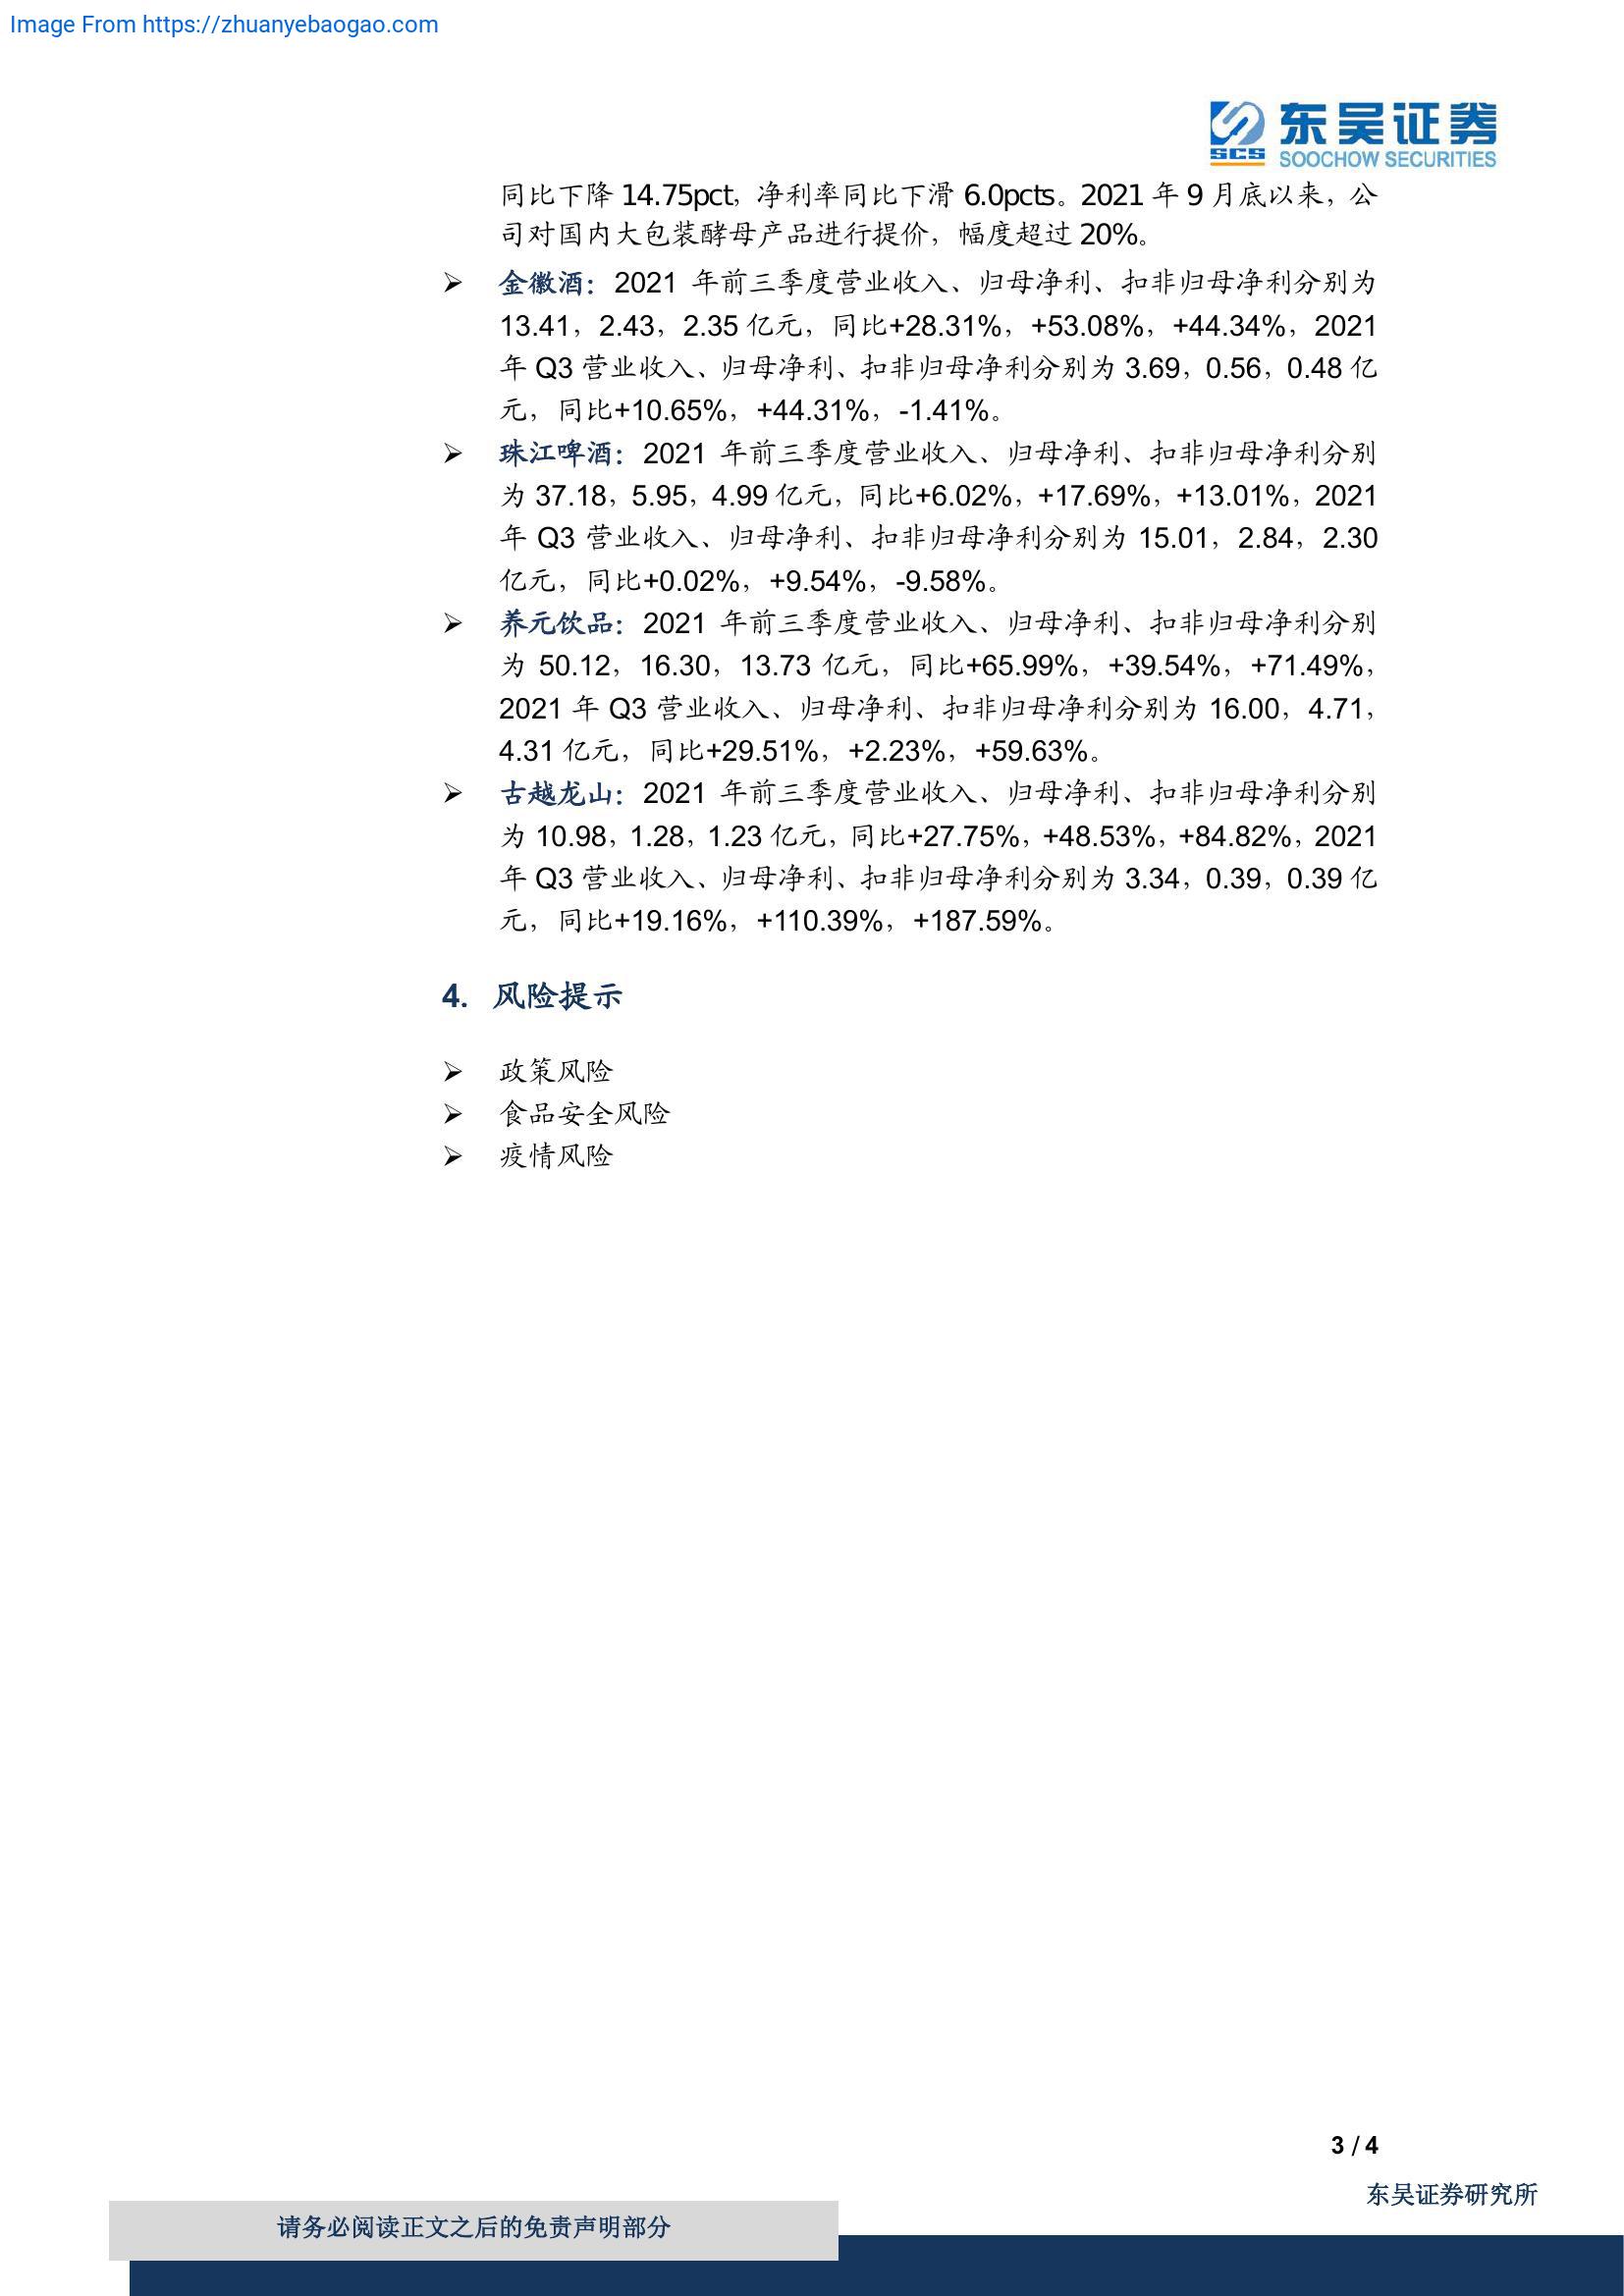 Image From https://zhuanyebaogao.com
SCS 东吴证券
SOOCHOW SECURITIES
同比下降 14.75pct，净利率同比下滑 6.0pcts。2021 年 9 月底以来，公
司对国内大包装酵母产品进行提价，幅度超过 20%。
➢ 金徽酒：2021 年前三季度营业收入、归母净利、扣非归母净利分别为
13.41，2.43，2.35 亿元，同比+28.31%，+53.08%，+44.34%，2021
年 Q3 营业收入、归母净利、扣非归母净利分别为 3.69，0.56，0.48 亿
元，同比+10.65%，+44.31%，-1.41%。
➢ 珠江啤酒：2021 年前三季度营业收入、归母净利、扣非归母净利分别
为 37.18，5.95，4.99 亿元，同比+6.02%，+17.69%，+13.01%，2021
年 Q3 营业收入、归母净利、扣非归母净利分别为 15.01，2.84，2.30
亿元，同比+0.02%，+9.54%，-9.58%。
➢ 养元饮品：2021 年前三季度营业收入、归母净利、扣非归母净利分别
为 50.12，16.30，13.73 亿元，同比+65.99%，+39.54%，+71.49%，
2021 年 Q3 营业收入、归母净利、扣非归母净利分别为 16.00，4.71，
4.31 亿元，同比+29.51%，+2.23%，+59.63%。
➢ 古越龙山：2021 年前三季度营业收入、归母净利、扣非归母净利分别
为 10.98，1.28，1.23 亿元，同比+27.75%，+48.53%，+84.82%，2021
年 Q3 营业收入、归母净利、扣非归母净利分别为 3.34，0.39，0.39 亿
元，同比+19.16%，+110.39%，+187.59%。
4. 风险提示
➢ 政策风险
➢ 食品安全风险
➢ 疫情风险
3 / 4
东吴证券研究所
请务必阅读正文之后的免责声明部分